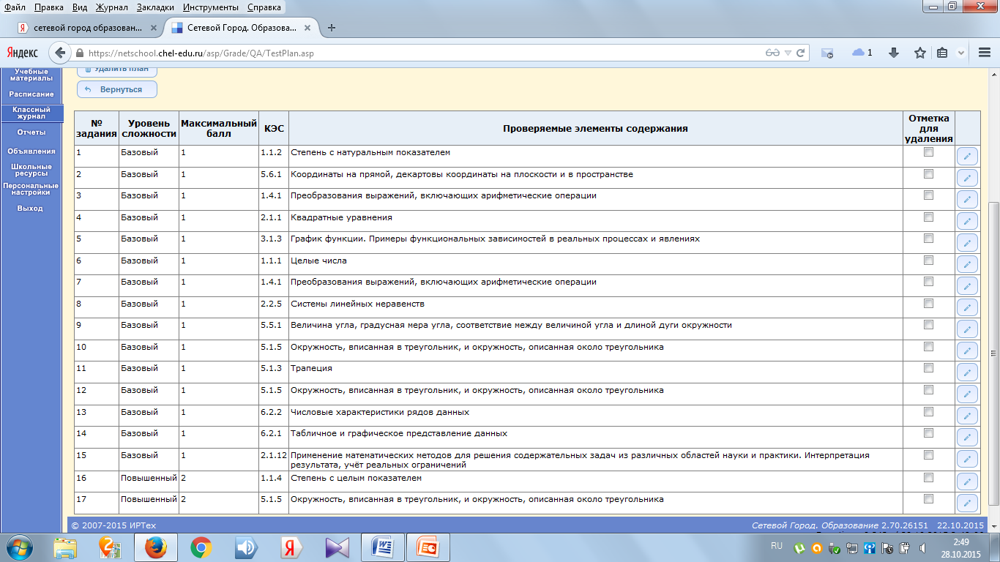 Файл Правка Вид Журнал Закладки Инструменты Справка
сетевой город образован...
Сетевой Город. Образова...
Яндекс
https://netschool.chel-edu.ru/asp/Grade/QA/TestPlan.asp
1
Учебные
материалы
Расписание
Классный
журнал
Отчеты
Объявления
Школьные
ресурсы
Персональные
настройки
Выход
Удалить план
Вернуться
№ задания Уровень сложности Максимальный балл КЭС Проверяемые элементы содержания Отметка для удаления
1 Базовый 1 1.1.2 Степень с натуральным показателем
2 Базовый 1 5.6.1 Координаты на прямой, декартовы координаты на плоскости и в пространстве
3 Базовый 1 1.4.1 Преобразования выражений, включающих арифметические операции
4 Базовый 1 2.1.1 Квадратные уравнения
5 Базовый 1 3.1.3 График функции. Примеры функциональных зависимостей в реальных процессах и явлениях
6 Базовый 1 1.1.1 Целые числа
7 Базовый 1 1.4.1 Преобразования выражений, включающих арифметические операции
8 Базовый 1 2.2.5 Системы линейных неравенств
9 Базовый 1 5.5.1 Величина угла, градусная мера угла, соответствие между величиной угла и длиной дуги окружности
10 Базовый 1 5.1.5 Окружность, вписанная в треугольник, и окружность, описанная около треугольника
11 Базовый 1 5.1.3 Трапеция
12 Базовый 1 5.1.5 Окружность, вписанная в треугольник, и окружность, описанная около треугольника
13 Базовый 1 6.2.2 Числовые характеристики рядов данных
14 Базовый 1 6.2.1 Табличное и графическое представление данных
15 Базовый 1 2.1.12 Применение математических методов для решения содержательных задач из различных областей науки и практики. Интерпретация
результата, учёт реальных ограничений
16 Повышенный 2 1.1.4 Степень с целым показателем
17 Повышенный 2 5.1.5 Окружность, вписанная в треугольник, и окружность, описанная около треугольника
© 2007-2015 ИРТех
Сетевой Город. Образование 2.70.26151 22.10.2015
RU
2:49
28.10.2015